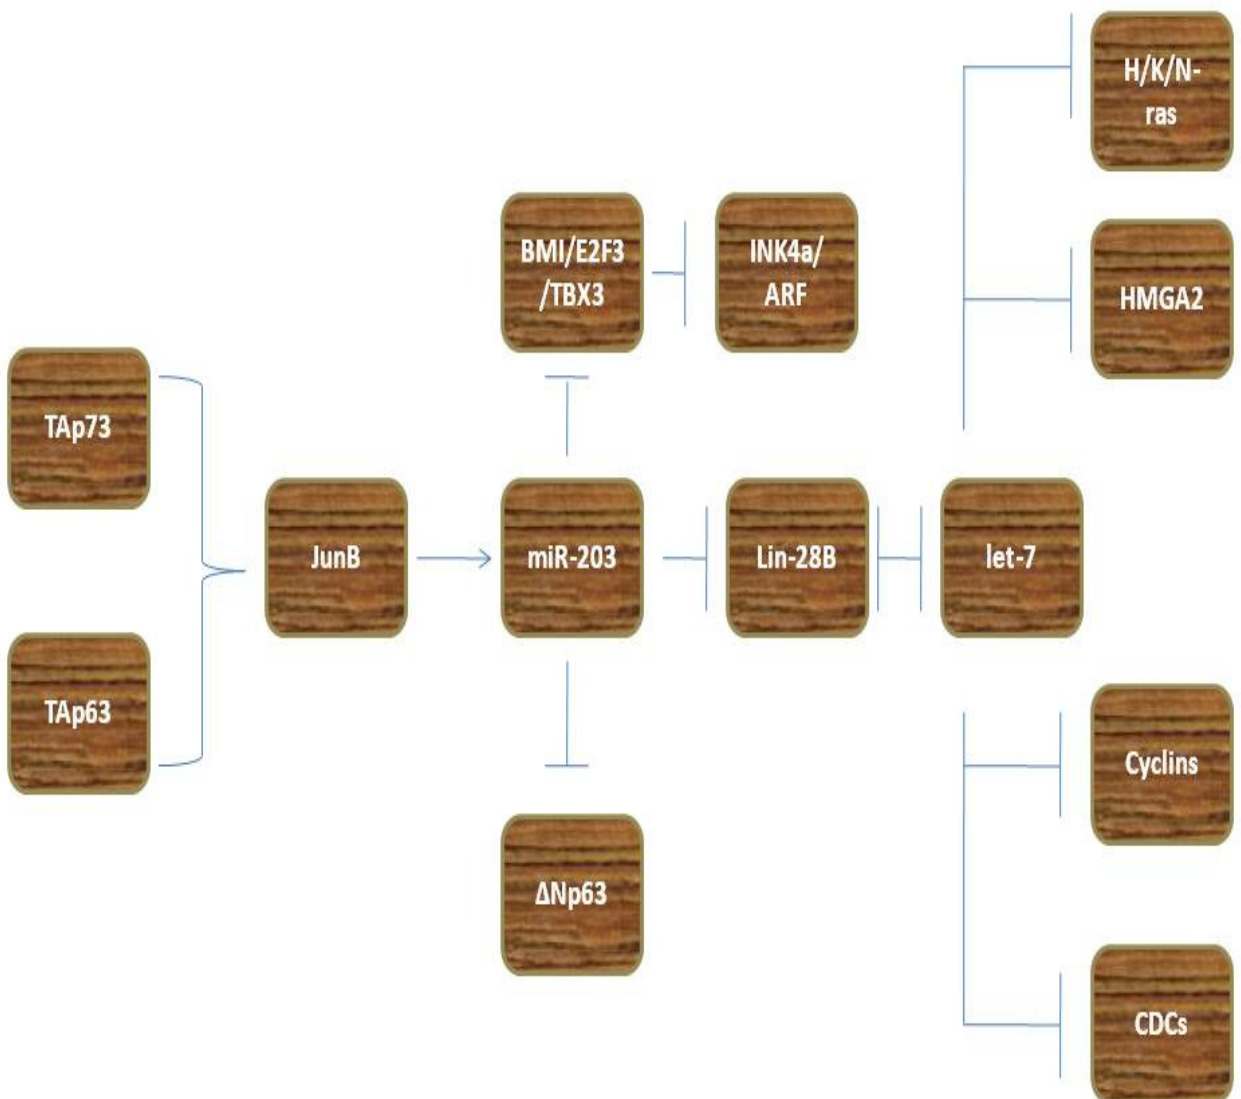 H/K/N-
ras
BMI/E2F3
/TBX3
INK4a/
ARF
HMGA2
TAp73
JunB
miR-203
Lin-28B
let-7
TAp63
Cyclins
ΔNp63
CDCs